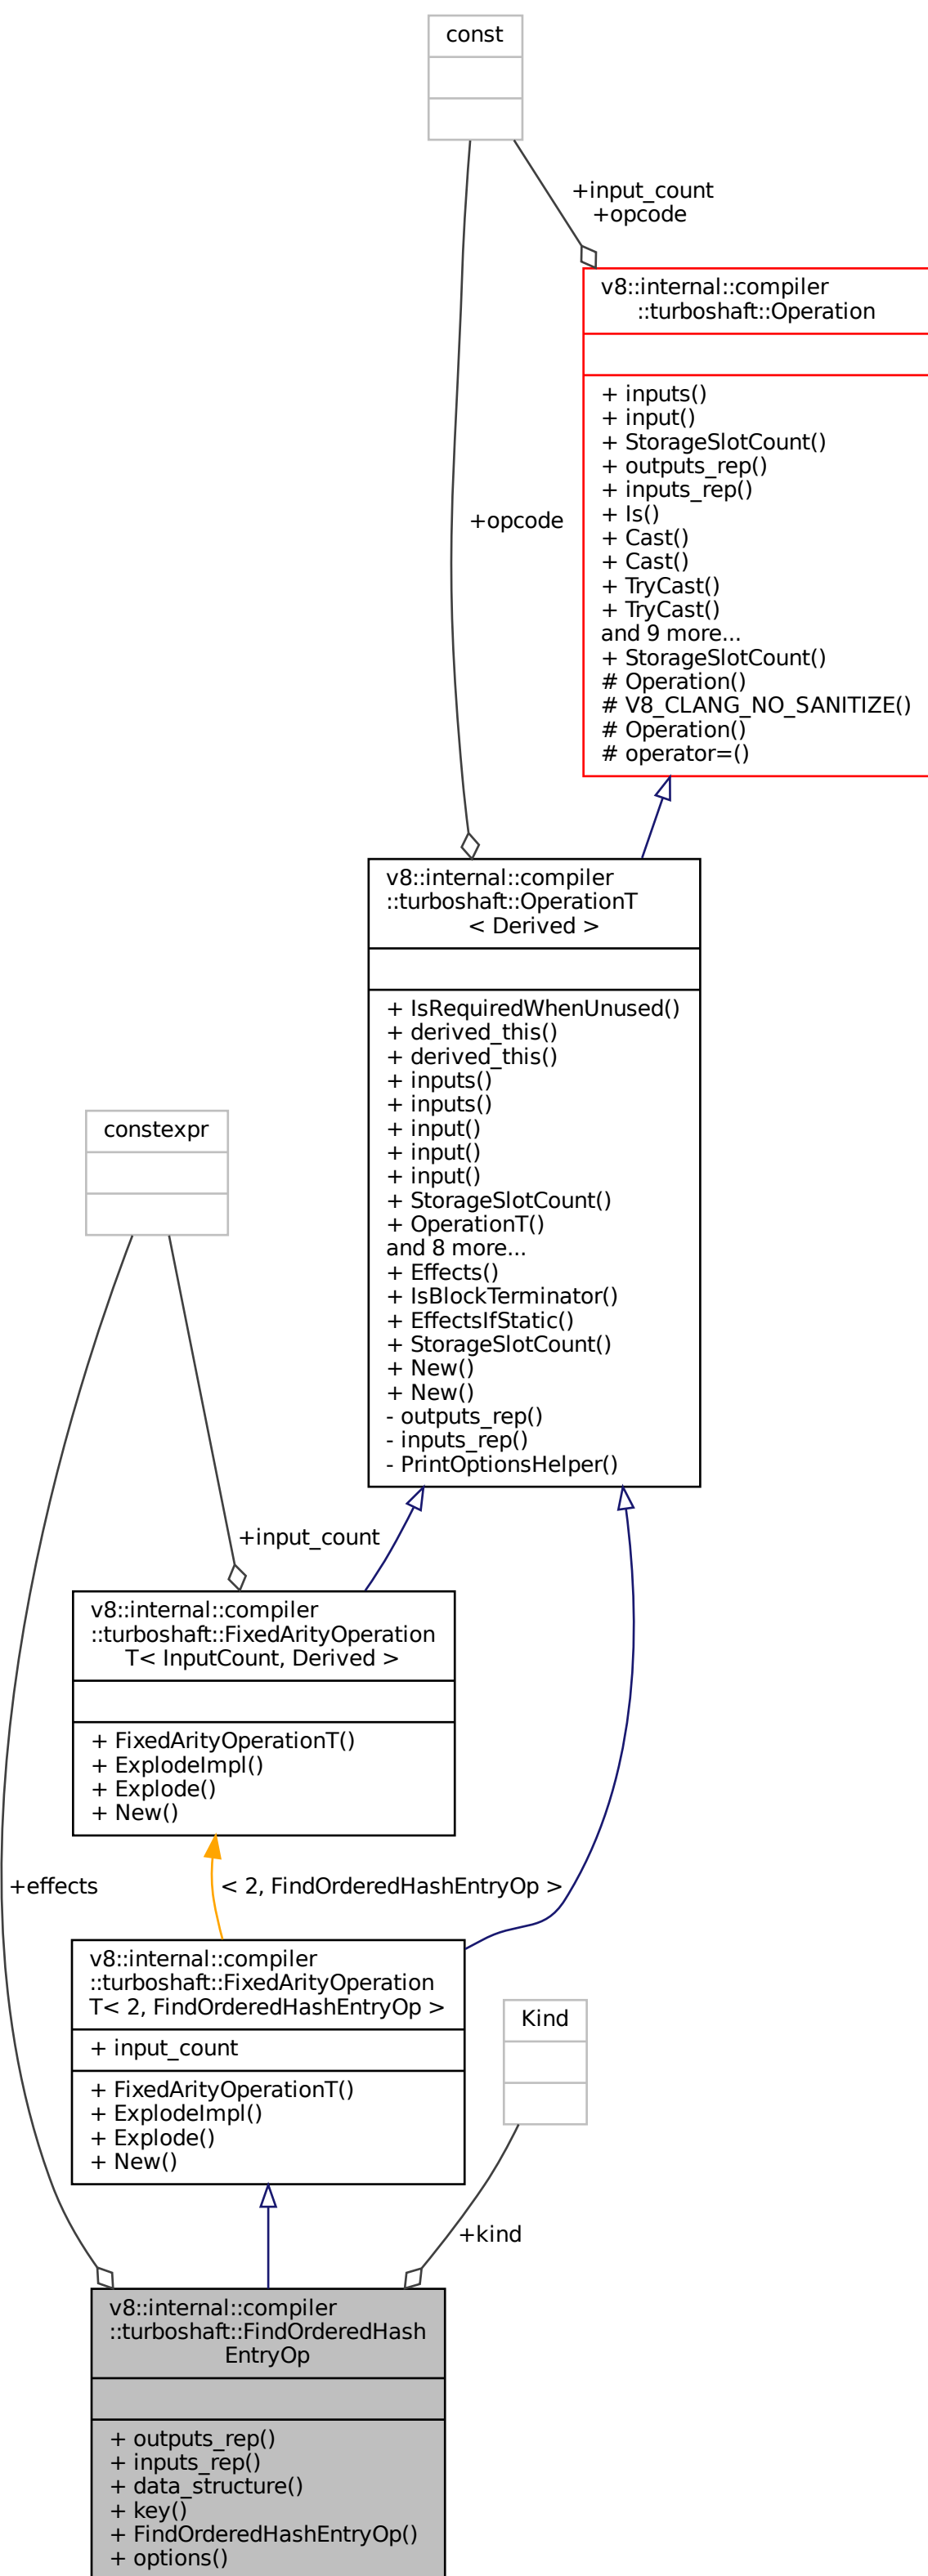 const
+input_count
+opcode
v8::internal::compiler
::turboshaft::Operation
+ inputs()
+ input()
+ StorageSlotCount()
+ outputs_rep()
+ inputs_rep()
+ Is()
+ Cast()
+ Cast()
+ TryCast()
+ TryCast()
and 9 more...
+ StorageSlotCount()
# Operation()
# V8_CLANG_NO_SANITIZE()
# Operation()
# operator=()
+opcode
v8::internal::compiler
::turboshaft::OperationT
< Derived >
+ IsRequiredWhenUnused()
+ derived_this()
+ derived_this()
+ inputs()
+ inputs()
+ input()
+ input()
+ input()
+ StorageSlotCount()
+ OperationT()
and 8 more...
+ Effects()
+ IsBlockTerminator()
+ EffectsIfStatic()
+ StorageSlotCount()
+ New()
+ New()
- outputs_rep()
- inputs_rep()
- PrintOptionsHelper()
constexpr
+input_count
v8::internal::compiler
::turboshaft::FixedArityOperation
T< InputCount, Derived >
+ FixedArityOperationT()
+ ExplodeImpl()
+ Explode()
+ New()
+effects
< 2, FindOrderedHashEntryOp >
v8::internal::compiler
::turboshaft::FixedArityOperation
T< 2, FindOrderedHashEntryOp >
+ input_count
+ FixedArityOperationT()
+ ExplodeImpl()
+ Explode()
+ New()
Kind
+kind
v8::internal::compiler
::turboshaft::FindOrderedHash
EntryOp
+ outputs_rep()
+ inputs_rep()
+ data_structure()
+ key()
+ FindOrderedHashEntryOp()
+ options()